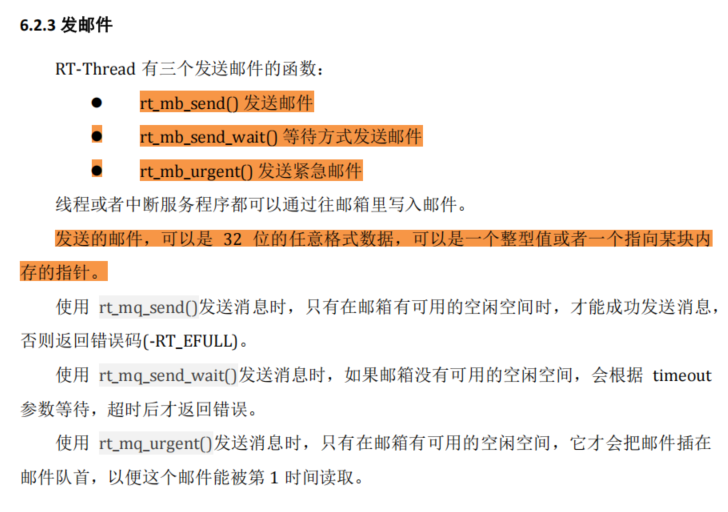 6.2.3 发邮件
RT-Thread 有三个发送邮件的函数：
● rt_mb_send() 发送邮件
● rt_mb_send_wait() 等待方式发送邮件
● rt_mb_urgent() 发送紧急邮件
线程或者中断服务程序都可以通过往邮箱里写入邮件。
发送的邮件，可以是 32 位的任意格式数据，可以是一个整型值或者一个指向某块内
存的指针。
使用 rt_mq_send()发送消息时，只有在邮箱有可用的空闲空间时，才能成功发送消息，
否则返回错误码(-RT_EFULL)。
使用 rt_mq_send_wait()发送消息时，如果邮箱没有可用的空闲空间，会根据 timeout
参数等待，超时后才返回错误。
使用 rt_mq_urgent()发送消息时，只有在邮箱有可用的空闲空间，它才会把邮件插在
邮件队首，以便这个邮件能被第 1 时间读取。